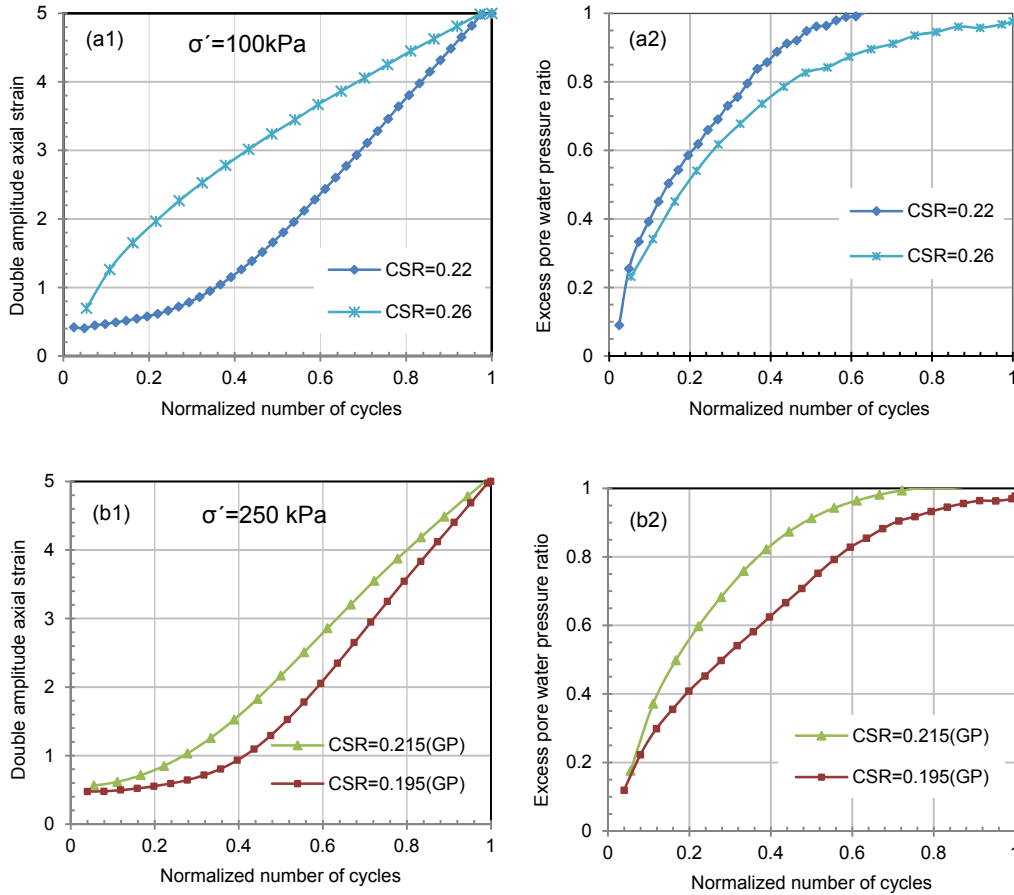 (a1)
σ´=100kPa
Double amplitude axial strain
5
4
3
2
1
0
CSR=0.22
CSR=0.26
0 0.2 0.4 0.6 0.8 1
Normalized number of cycles
(a2)
Excess pore water pressure ratio
1
0.8
0.6
0.4
0.2
0
CSR=0.22
CSR=0.26
0 0.2 0.4 0.6 0.8 1
Normalized number of cycles
(b1)
σ´=250 kPa
Double amplitude axial strain
5
4
3
2
1
0
CSR=0.215(GP)
CSR=0.195(GP)
0 0.2 0.4 0.6 0.8 1
Normalized number of cycles
(b2)
Excess pore water pressure ratio
1
0.8
0.6
0.4
0.2
0
CSR=0.215(GP)
CSR=0.195(GP)
0 0.2 0.4 0.6 0.8 1
Normalized number of cycles